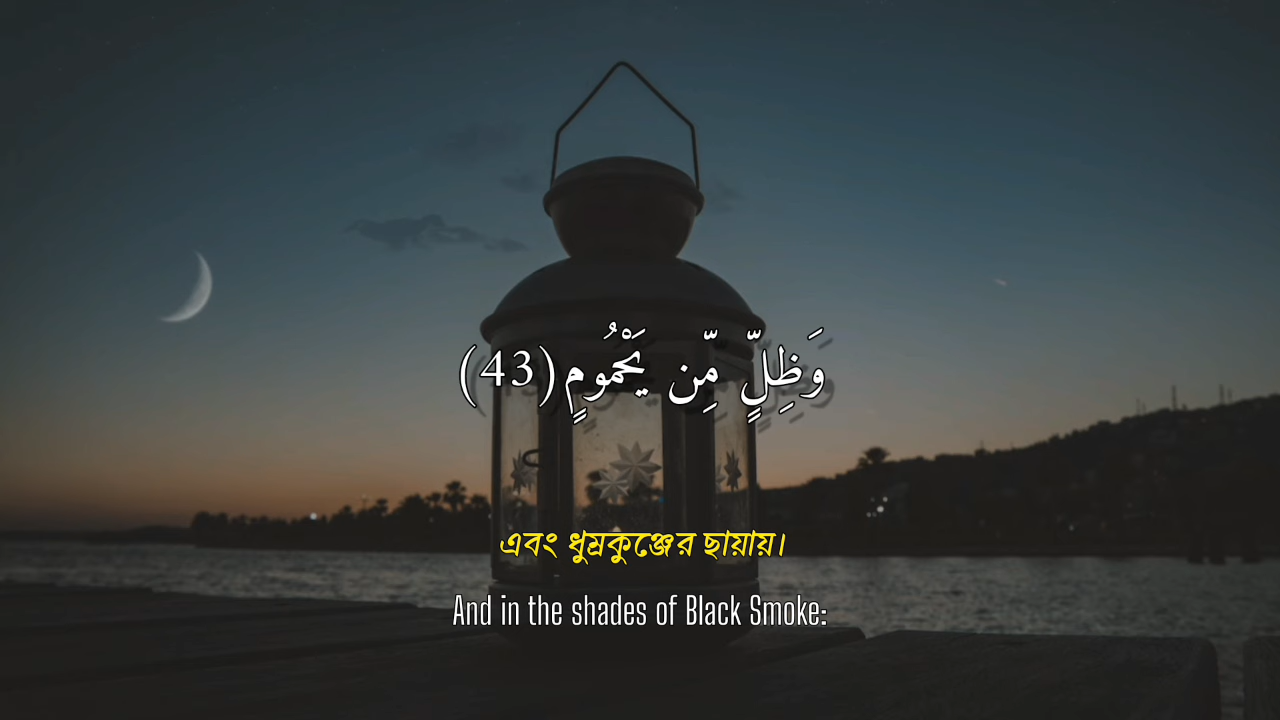 وَظِلٍّ مِّن يَحْمُومٍ(43)
এবং ধুম্রকুঞ্জের ছায়ায়।
And in the shades of Black Smoke: